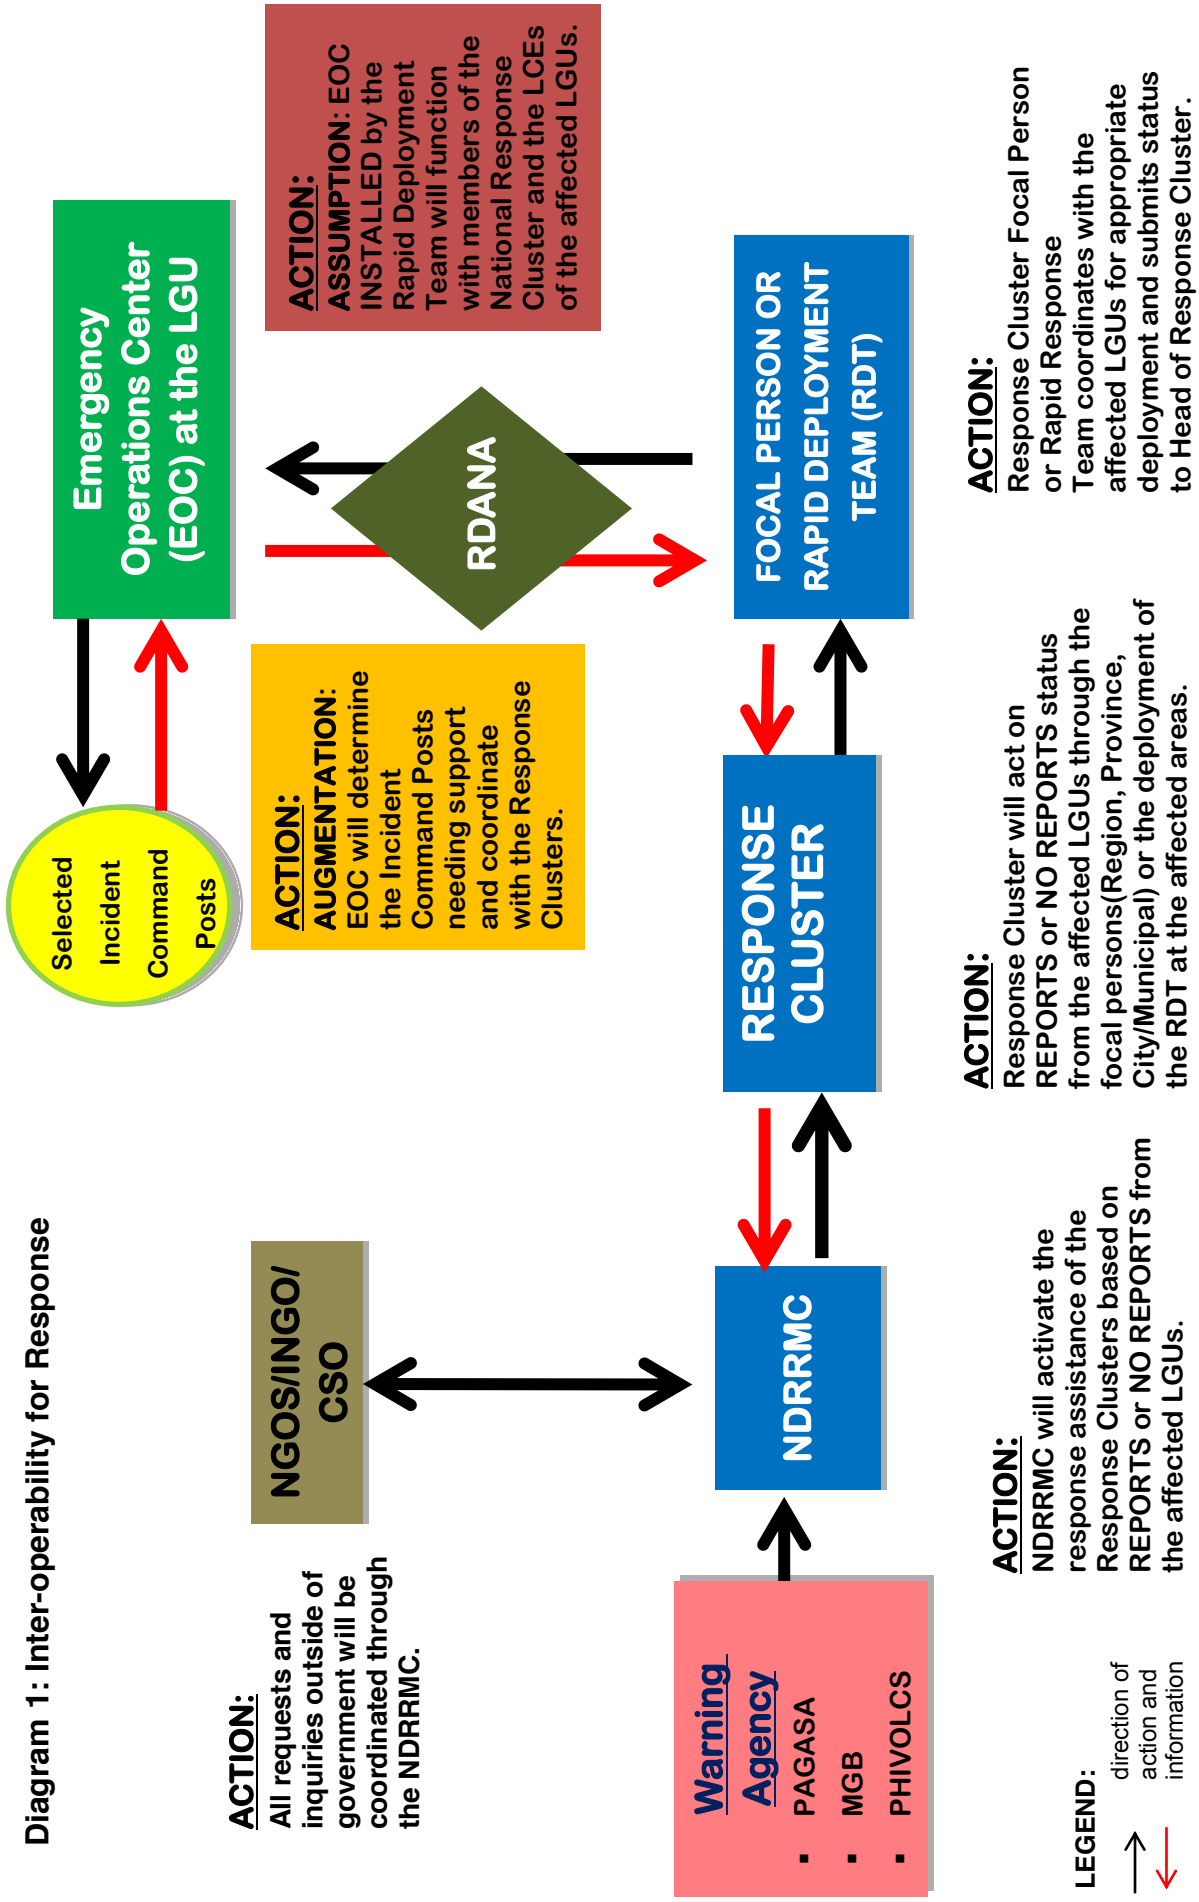 Diagram 1: Inter-operability for Response
ACTION:
All requests and
inquiries outside of
government will be
coordinated through
the NDRRMC.
NGOS/INGO/
CSO
Selected
Incident
Command
Posts
Emergency
Operations Center
(EOC) at the LGU
ACTION:
AUGMENTATION:
EOC will determine
the Incident
Command Posts
needing support
and coordinate
with the Response
Clusters.
RDANA
ACTION:
ASSUMPTION: EOC
INSTALLED by the
Rapid Deployment
Team will function
with members of the
National Response
Cluster and the LCEs
of the affected LGUs.
Warning
Agency
▪ PAGASA
▪ MGB
▪ PHIVOLCS
NDRRMC
RESPONSE
CLUSTER
FOCAL PERSON OR
RAPID DEPLOYMENT
TEAM (RDT)
LEGEND:
direction of
action and
information
ACTION:
NDRRMC will activate the
response assistance of the
Response Clusters based on
REPORTS or NO REPORTS from
the affected LGUs.
ACTION:
Response Cluster will act on
REPORTS or NO REPORTS status
from the affected LGUs through the
focal persons(Region, Province,
City/Municipal) or the deployment of
the RDT at the affected areas.
ACTION:
Response Cluster Focal Person
or Rapid Response
Team coordinates with the
affected LGUs for appropriate
deployment and submits status
to Head of Response Cluster.